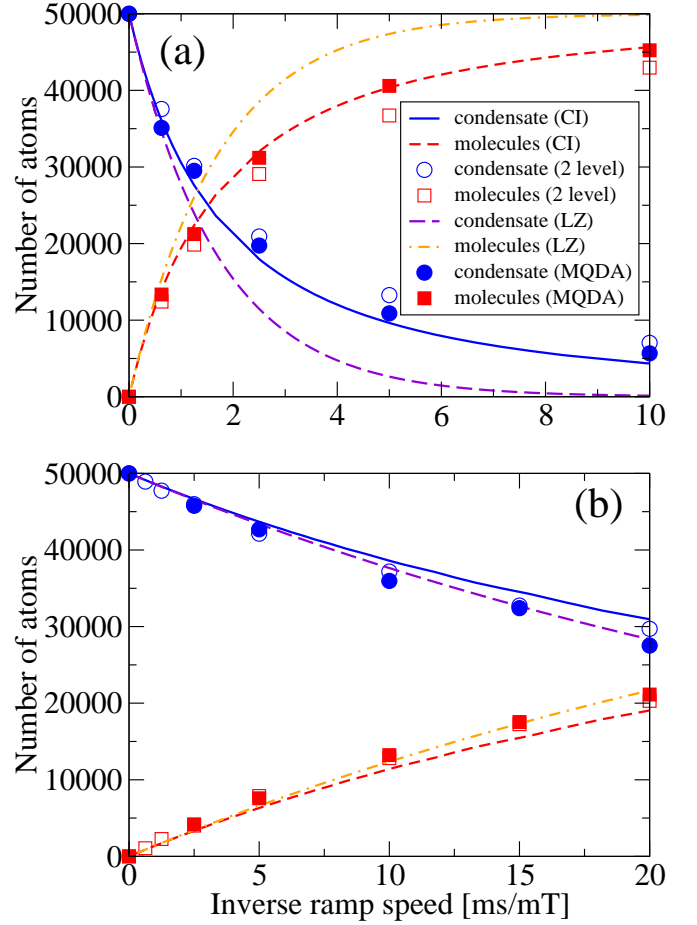 50000
40000
30000
20000
10000
0
Number of atoms
(a)
condensate (CI)
molecules (CI)
condensate (2 level)
molecules (2 level)
condensate (LZ)
molecules (LZ)
condensate (MQDA)
molecules (MQDA)
0 2 4 6 8 10
50000
40000
30000
20000
10000
0
Number of atoms
(b)
0 5 10 15 20
Inverse ramp speed [ms/mT]